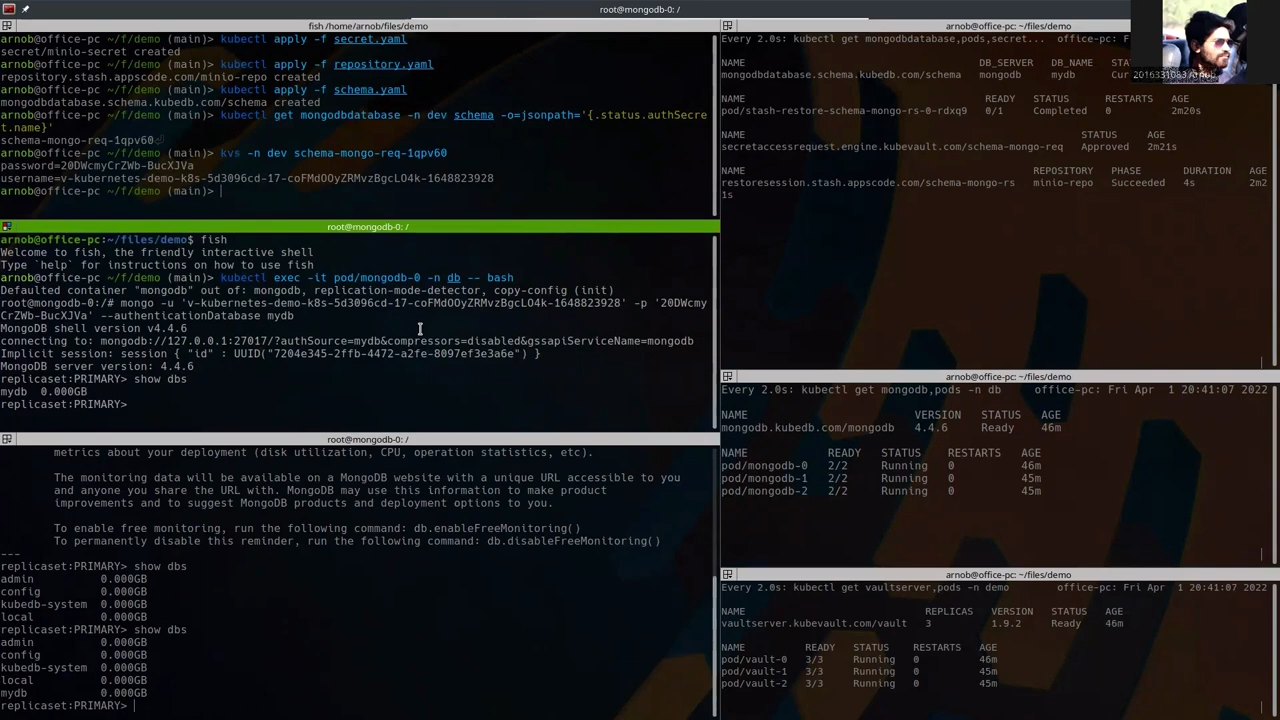 root@mongodb-0: /
fish /home/arnob/files/demo
arnob@office-pc ~/f/demo (main)> kubectl apply -f secret.yaml
secret/minio-secret created
arnob@office-pc ~/f/demo (main)> kubectl apply -f repository.yaml
repository.stash.appscode.com/minio-repo created
arnob@office-pc ~/f/demo (main)> kubectl apply -f schema.yaml
mongodbdatabase.schema.kubedb.com/schema created
arnob@office-pc ~/f/demo (main)> kubectl get mongodbdatabase -n dev schema -o=jsonpath='{.status.authSecre
t.name}'
schema-mongo-req-1qpv60⏎
arnob@office-pc ~/f/demo (main)> kvs -n dev schema-mongo-req-1qpv60
password=20DWcmyCrZWb-BucXJVa
username=v-kubernetes-demo-k8s-5d3096cd-17-coFMdOOyZRMvzBgcLO4k-1648823928
arnob@office-pc ~/f/demo (main)>
root@mongodb-0: /
arnob@office-pc:~/files/demo$ fish
Welcome to fish, the friendly interactive shell
Type `help` for instructions on how to use fish
arnob@office-pc ~/f/demo (main)> kubectl exec -it pod/mongodb-0 -n db -- bash
Defaulted container "mongodb" out of: mongodb, replication-mode-detector, copy-config (init)
root@mongodb-0:/# mongo -u 'v-kubernetes-demo-k8s-5d3096cd-17-coFMdOOyZRMvzBgcLO4k-1648823928' -p '20DWcmy
CrZWb-BucXJVa' --authenticationDatabase mydb
MongoDB shell version v4.4.6
connecting to: mongodb://127.0.0.1:27017/?authSource=mydb&compressors=disabled&gssapiServiceName=mongodb
Implicit session: session { "id" : UUID("7204e345-2ffb-4472-a2fe-8097ef3e3a6e") }
MongoDB server version: 4.4.6
replicaset:PRIMARY> show dbs
mydb  0.000GB
replicaset:PRIMARY>
root@mongodb-0: /
metrics about your deployment (disk utilization, CPU, operation statistics, etc).
The monitoring data will be available on a MongoDB website with a unique URL accessible to you
and anyone you share the URL with. MongoDB may use this information to make product
improvements and to suggest MongoDB products and deployment options to you.
To enable free monitoring, run the following command: db.enableFreeMonitoring()
To permanently disable this reminder, run the following command: db.disableFreeMonitoring()
---
replicaset:PRIMARY> show dbs
admin          0.000GB
config         0.000GB
kubedb-system  0.000GB
local          0.000GB
replicaset:PRIMARY> show dbs
admin          0.000GB
config         0.000GB
kubedb-system  0.000GB
local          0.000GB
mydb           0.000GB
replicaset:PRIMARY>
arnob@office-pc: ~/files/demo
Every 2.0s: kubectl get mongodbdatabase,pods,secret...  office-pc: F
2016331083 Arnob
NAME DB_SERVER DB_NAME
mongodbdatabase.schema.kubedb.com/schema mongodb mydb Cur
NAME READY STATUS RESTARTS AGE
pod/stash-restore-schema-mongo-rs-0-rdxq9 0/1 Completed 0 2m20s
NAME STATUS AGE
secretaccessrequest.engine.kubevault.com/schema-mongo-req Approved 2m21s
NAME REPOSITORY PHASE DURATION AGE
restoresession.stash.appscode.com/schema-mongo-rs minio-repo Succeeded 4s 2m2
1s
arnob@office-pc: ~/files/demo
Every 2.0s: kubectl get mongodb,pods -n db office-pc: Fri Apr  1 20:41:07 2022
NAME VERSION STATUS AGE
mongodb.kubedb.com/mongodb 4.4.6 Ready 46m
NAME READY STATUS RESTARTS AGE
pod/mongodb-0 2/2 Running 0 46m
pod/mongodb-1 2/2 Running 0 45m
pod/mongodb-2 2/2 Running 0 45m
arnob@office-pc: ~/files/demo
Every 2.0s: kubectl get vaultserver,pods -n demo office-pc: Fri Apr  1 20:41:07 2022
NAME REPLICAS VERSION STATUS AGE
vaultserver.kubevault.com/vault 3 1.9.2 Ready 46m
NAME READY STATUS RESTARTS AGE
pod/vault-0 3/3 Running 0 46m
pod/vault-1 3/3 Running 0 45m
pod/vault-2 3/3 Running 0 45m